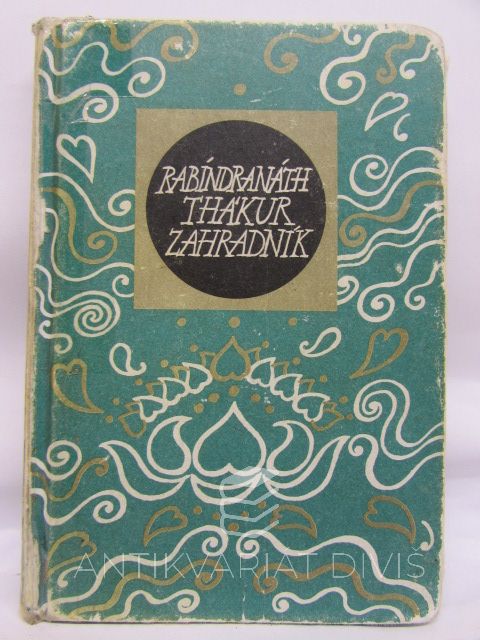 RABÍNDRANÁTH
THÁKUR
ZAHRADNÍK
ANTIKVARIÁT DIVIŠ